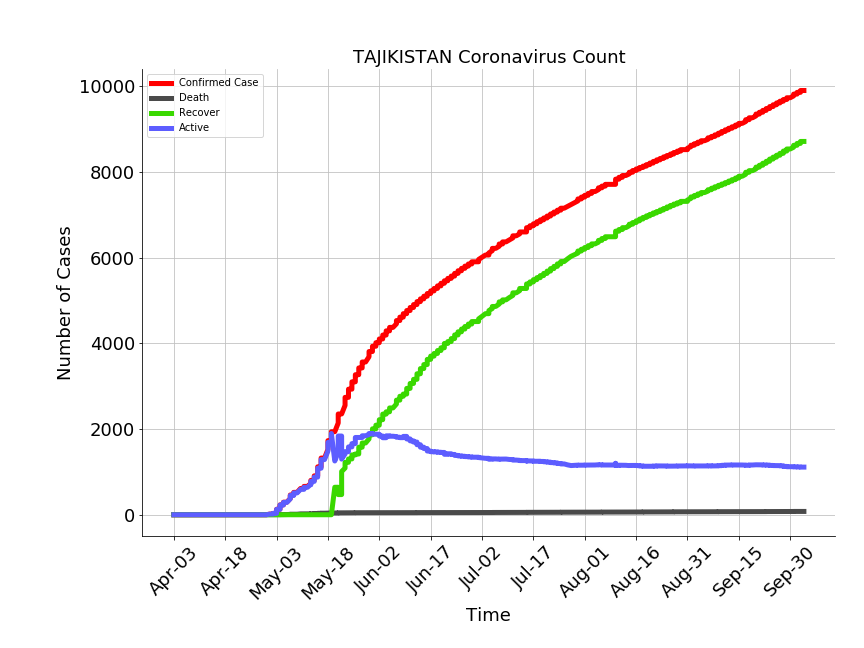 TAJIKISTAN Coronavirus Count
Confirmed Case
Death
Recover
Active
Number of Cases
10000
8000
6000
4000
2000
0
Apr-03 Apr-18 May-03 May-18 Jun-02 Jun-17 Jul-02 Jul-17 Aug-01 Aug-16 Aug-31 Sep-15 Sep-30
Time